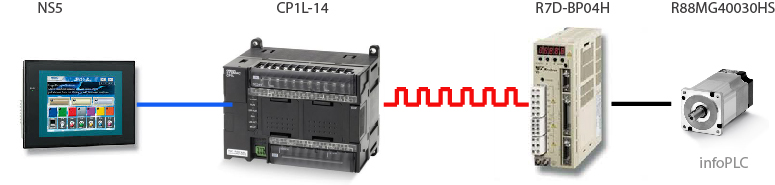 NS5
CP1L-14
R7D-BP04H
R88MG40030HS
infoPLC